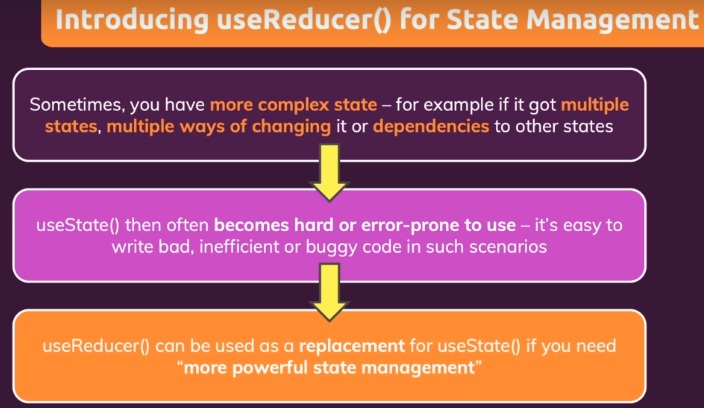 Introducing useReducer() for State Management
Sometimes, you have more complex state – for example if it got multiple
states, multiple ways of changing it or dependencies to other states
useState() then often becomes hard or error-prone to use – it's easy to
write bad, inefficient or buggy code in such scenarios
useReducer() can be used as a replacement for useState() if you need
“more powerful state management”